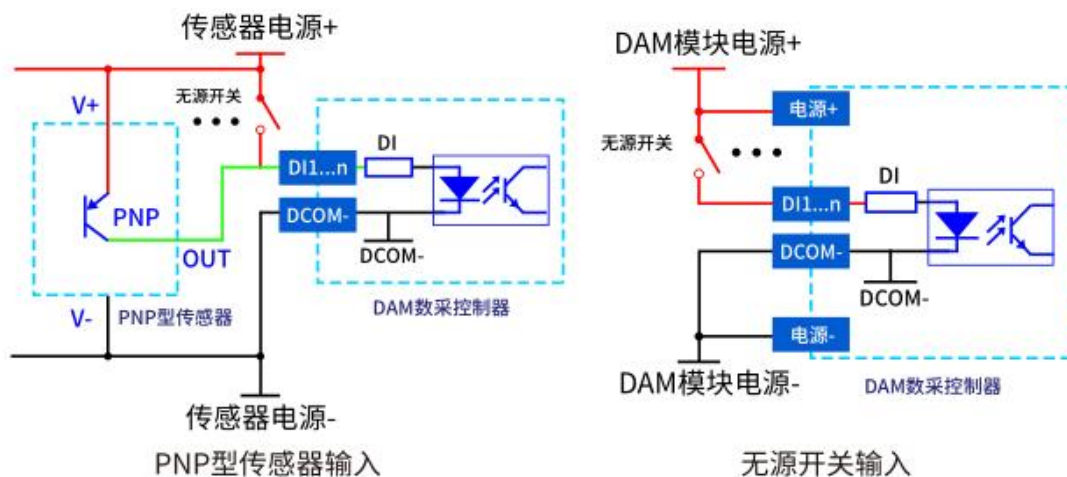 传感器电源+
V+
无源开关
DI1...n
DI
PNP
DCOM-
OUT
DCOM-
V-
PNP型传感器
DAM数采控制器
传感器电源-
PNP型传感器输入
DAM模块电源+
电源+
无源开关
DI1...n
DI
DCOM-
DCOM-
电源-
DAM模块电源-
DAM数采控制器
无源开关输入